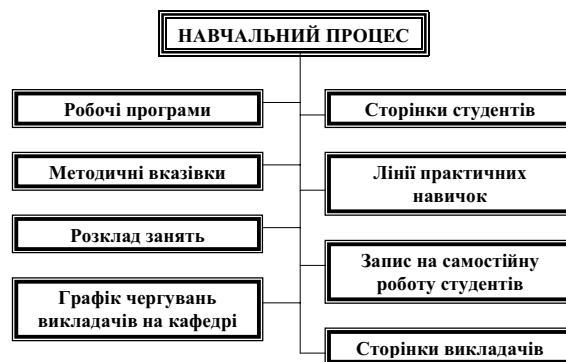 НАВЧАЛЬНИЙ ПРОЦЕС
Робочі програми
Методичні вказівки
Розклад занять
Графік чергувань
викладачів на кафедрі
Сторінки студентів
Лінії практичних
навичок
Запис на самостійну
роботу студентів
Сторінки викладачів